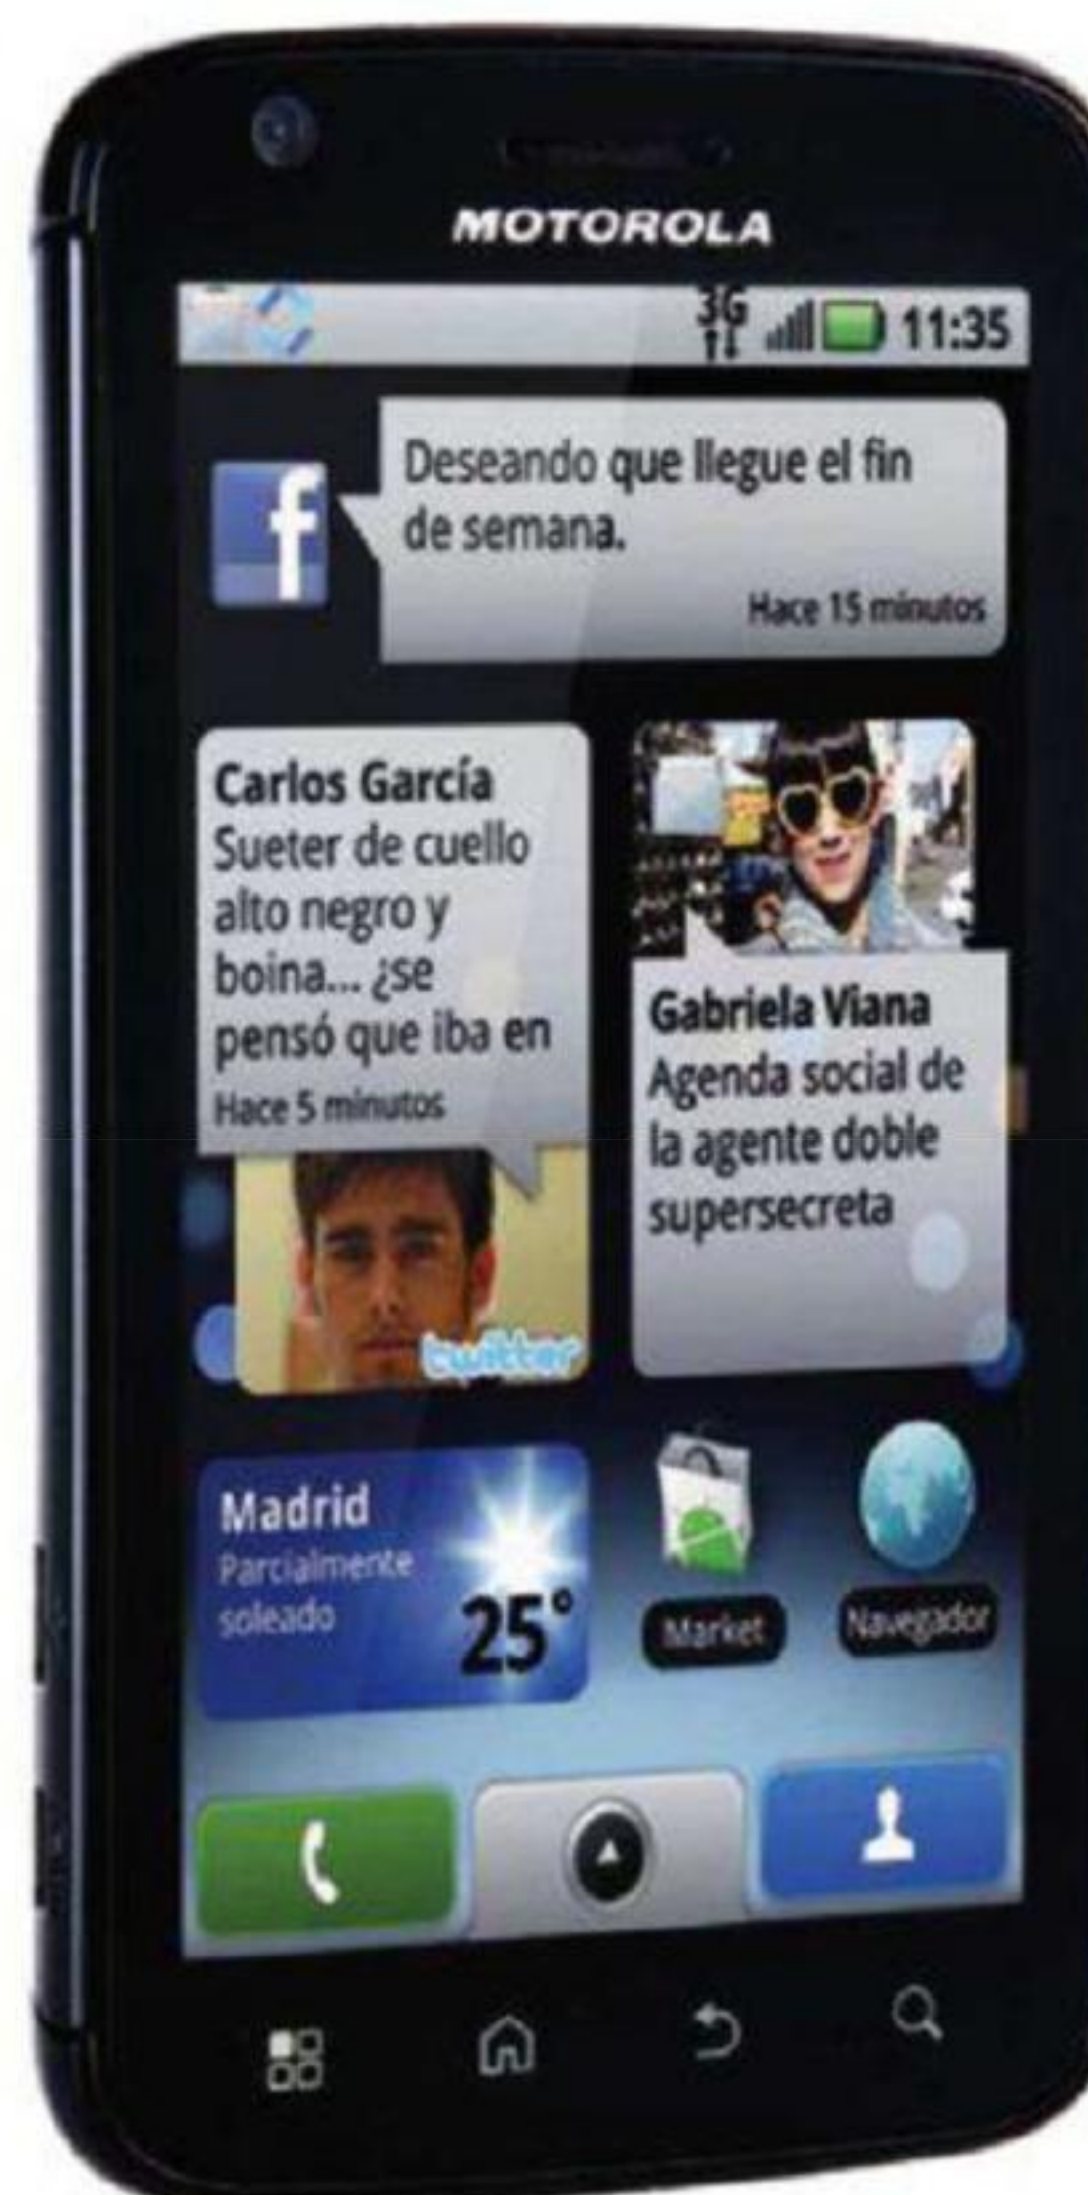 MOTOROLA
3G 11:35
Deseando que llegue el fin
de semana.
Hace 15 minutos
Carlos García
Sueter de cuello
alto negro y
boina... ¿se
pensó que iba en
Hace 5 minutos
twitter
Gabriela Viana
Agenda social de
la agente doble
supersecreta
Madrid
Parcialmente
soleado
25°
Market
Navegador